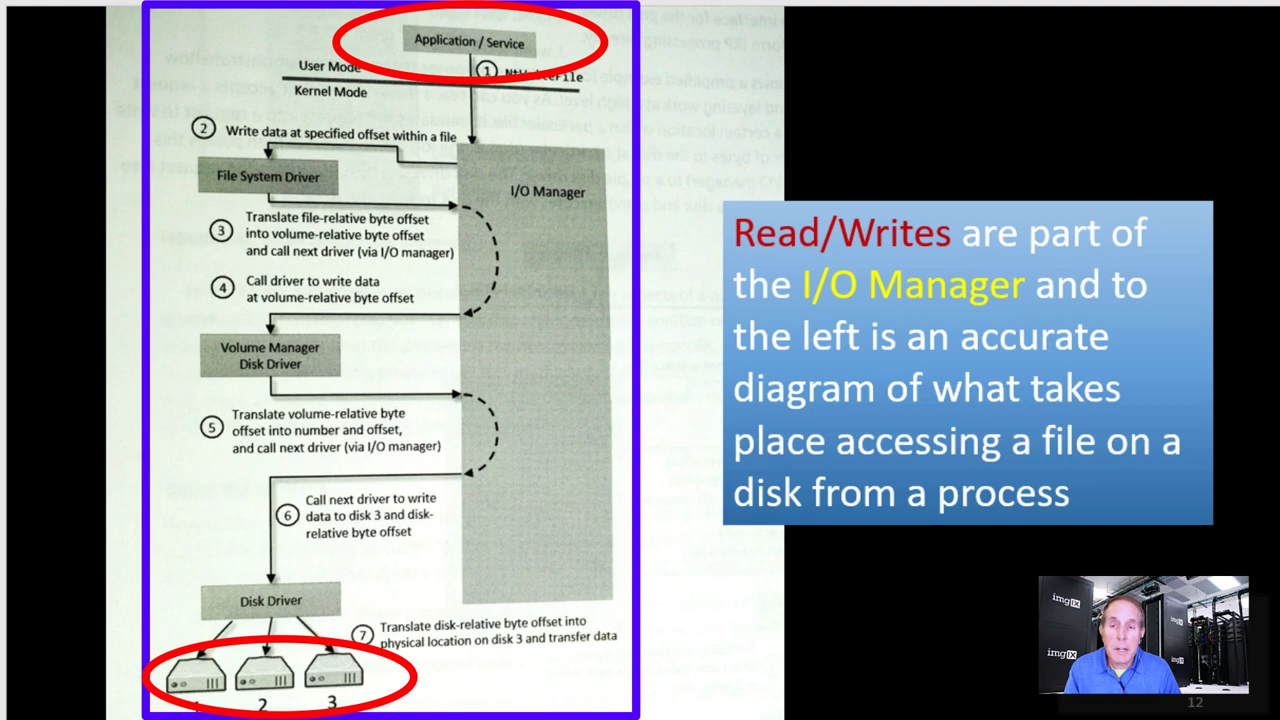 Application / Service
User Mode
1
Kernel Mode
2
Write data at specified offset within a file
File System Driver
I/O Manager
3
Translate file-relative byte offset
into volume-relative byte offset
and call next driver (via I/O manager)
4
Call driver to write data
at volume-relative byte offset
Volume Manager
Disk Driver
5
Translate volume-relative byte
offset into number and offset,
and call next driver (via I/O manager)
6
Call next driver to write
data to disk 3 and disk-
relative byte offset
Disk Driver
7
Translate disk-relative byte offset into
physical location on disk 3 and transfer data
2
3
Read/Writes are part of
the I/O Manager and to
the left is an accurate
diagram of what takes
place accessing a file on a
disk from a process
imgIX
imgIX
imgIX
imgIX
12